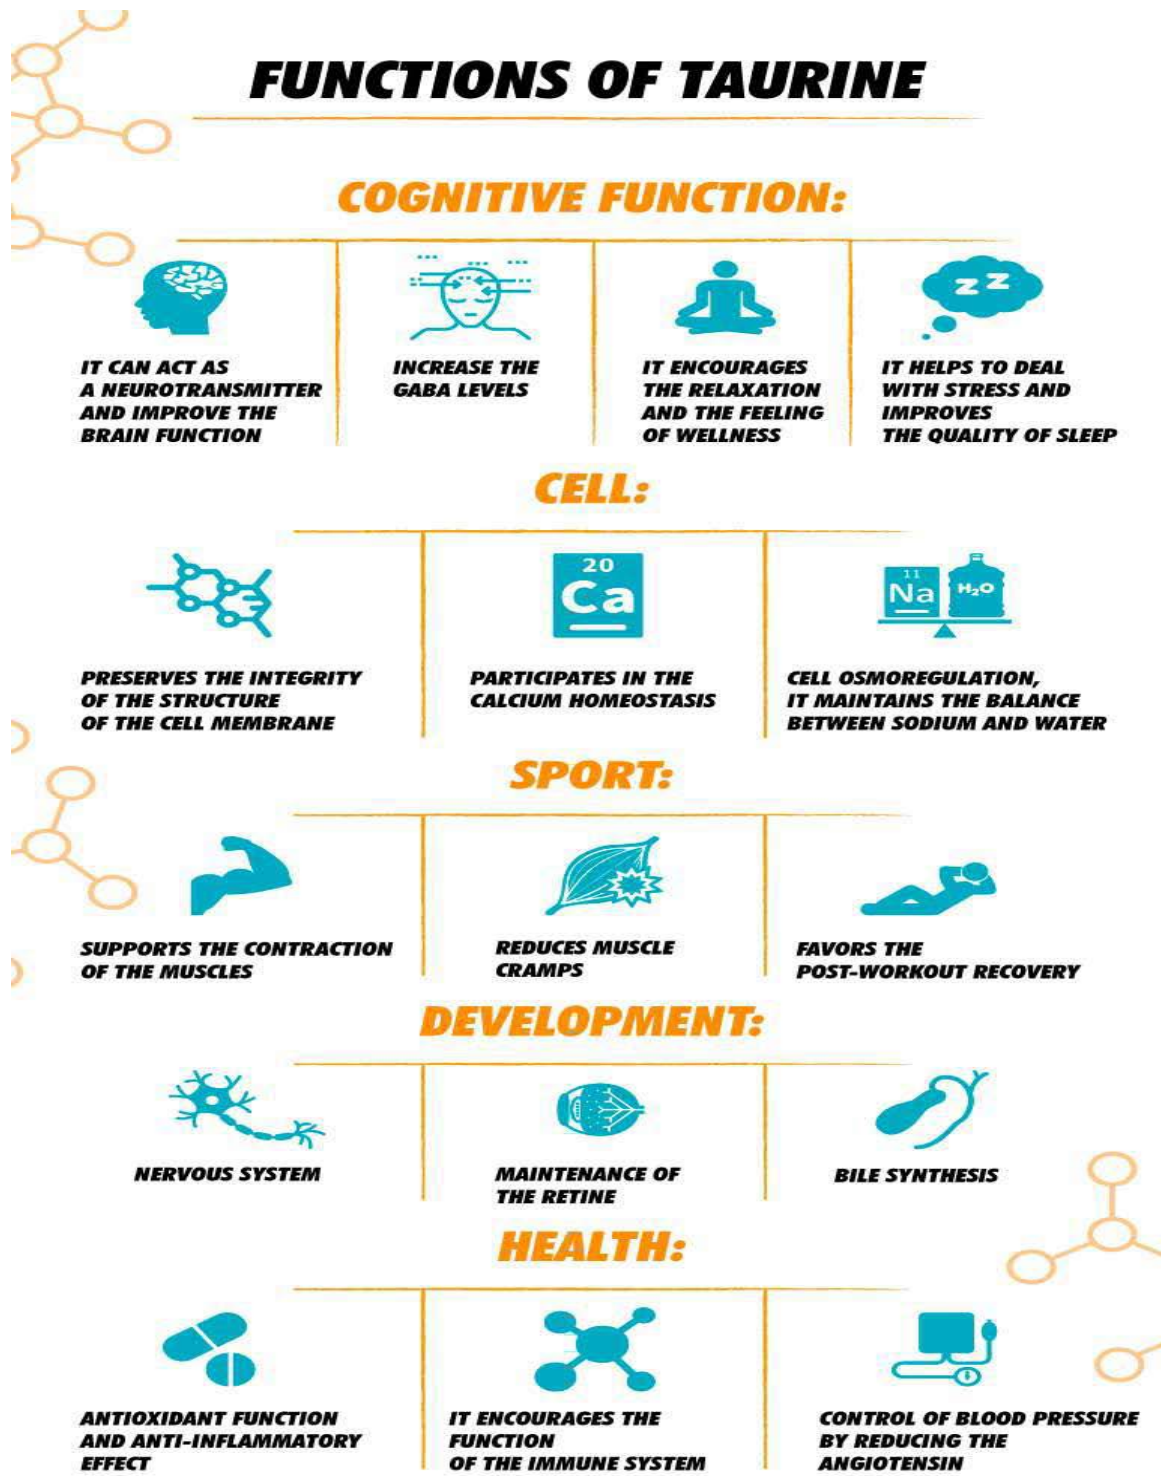 FUNCTIONS OF TAURINE
COGNITIVE FUNCTION:
Z Z
IT CAN ACT AS
A NEUROTRANSMITTER
AND IMPROVE THE
BRAIN FUNCTION
INCREASE THE
GABA LEVELS
IT ENCOURAGES
THE RELAXATION
AND THE FEELING
OF WELLNESS
IT HELPS TO DEAL
WITH STRESS AND
IMPROVES
THE QUALITY OF SLEEP
CELL:
20
Ca
11
Na
H₂O
PRESERVES THE INTEGRITY
OF THE STRUCTURE
OF THE CELL MEMBRANE
PARTICIPATES IN THE
CALCIUM HOMEOSTASIS
CELL OSMOREGULATION,
IT MAINTAINS THE BALANCE
BETWEEN SODIUM AND WATER
SPORT:
SUPPORTS THE CONTRACTION
OF THE MUSCLES
REDUCES MUSCLE
CRAMPS
FAVORS THE
POST-WORKOUT RECOVERY
DEVELOPMENT:
NERVOUS SYSTEM
MAINTENANCE OF
THE RETINE
BILE SYNTHESIS
HEALTH:
ANTIOXIDANT FUNCTION
AND ANTI-INFLAMMATORY
EFFECT
IT ENCOURAGES THE
FUNCTION
OF THE IMMUNE SYSTEM
CONTROL OF BLOOD PRESSURE
BY REDUCING THE
ANGIOTENSIN